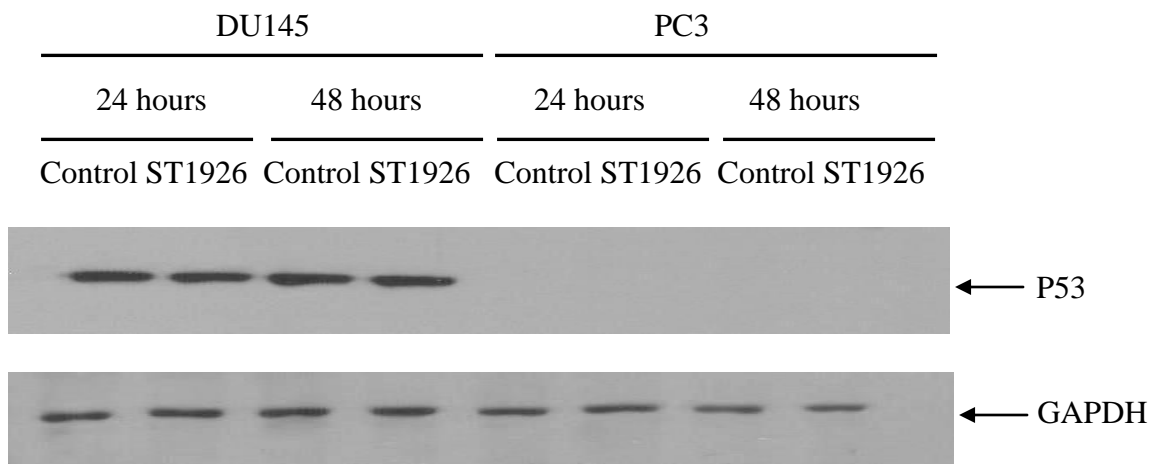 DU145 PC3
24 hours 48 hours 24 hours 48 hours
Control ST1926 Control ST1926 Control ST1926 Control ST1926
P53
GAPDH